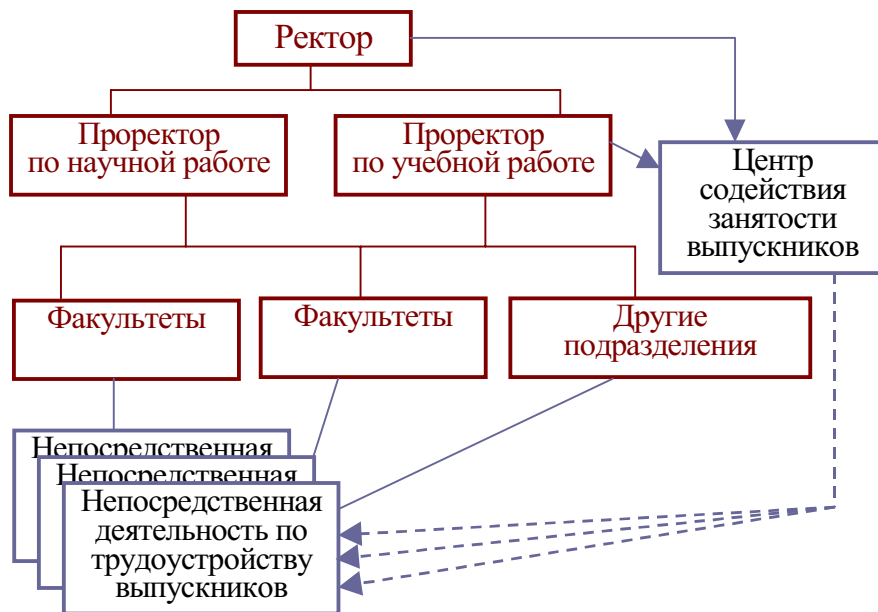 Ректор
Проректор
по научной работе
Проректор
по учебной работе
Центр
содействия
занятости
выпускников
Факультеты
Факультеты
Другие
подразделения
Непосредственная
Непосредственная
Непосредственная
деятельность по
трудоустройству
выпускников